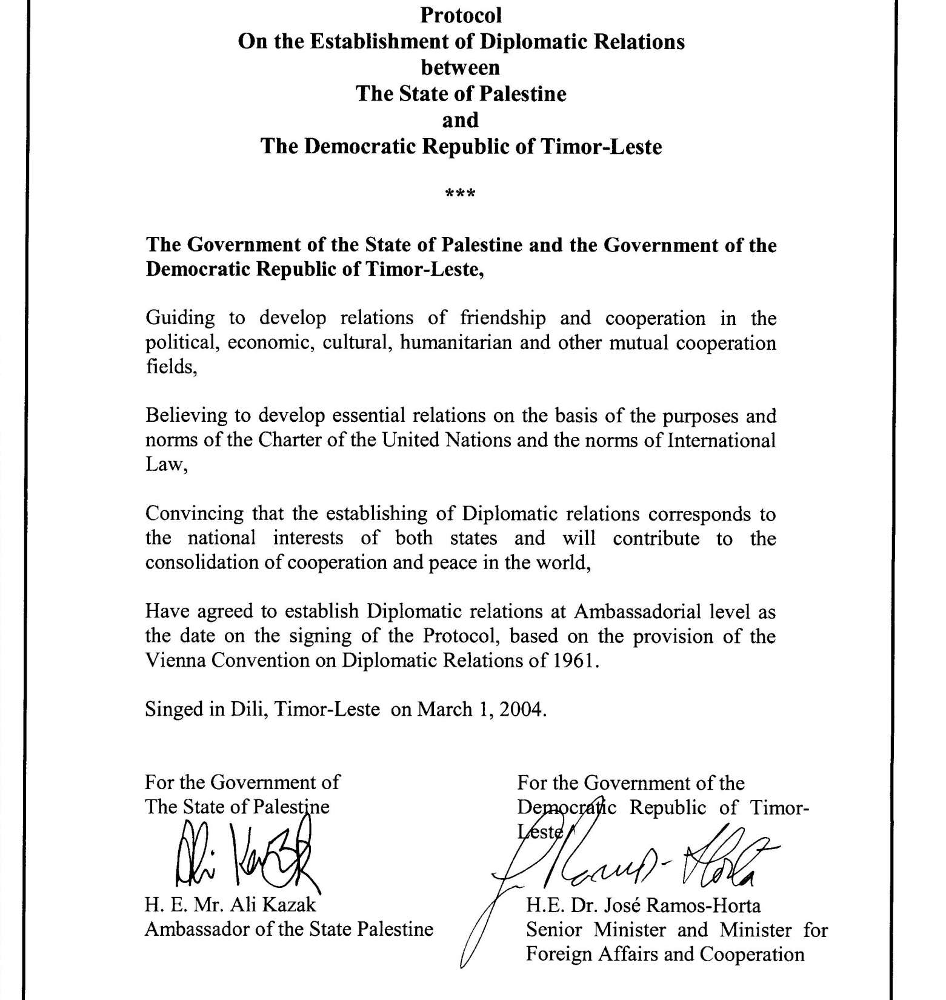 Protocol
On the Establishment of Diplomatic Relations
between
The State of Palestine
and
The Democratic Republic of Timor-Leste
***
The Government of the State of Palestine and the Government of the
Democratic Republic of Timor-Leste,
Guiding to develop relations of friendship and cooperation in the
political, economic, cultural, humanitarian and other mutual cooperation
fields,
Believing to develop essential relations on the basis of the purposes and
norms of the Charter of the United Nations and the norms of International
Law,
Convincing that the establishing of Diplomatic relations corresponds to
the national interests of both states and will contribute to the
consolidation of cooperation and peace in the world,
Have agreed to establish Diplomatic relations at Ambassadorial level as
the date on the signing of the Protocol, based on the provision of the
Vienna Convention on Diplomatic Relations of 1961.
Singed in Dili, Timor-Leste on March 1, 2004.
For the Government of
The State of Palestine
Ali Kazak
H. E. Mr. Ali Kazak
Ambassador of the State Palestine
For the Government of the
Democratic Republic of Timor-
Leste
J Ramos-Horta
H.E. Dr. José Ramos-Horta
Senior Minister and Minister for
Foreign Affairs and Cooperation